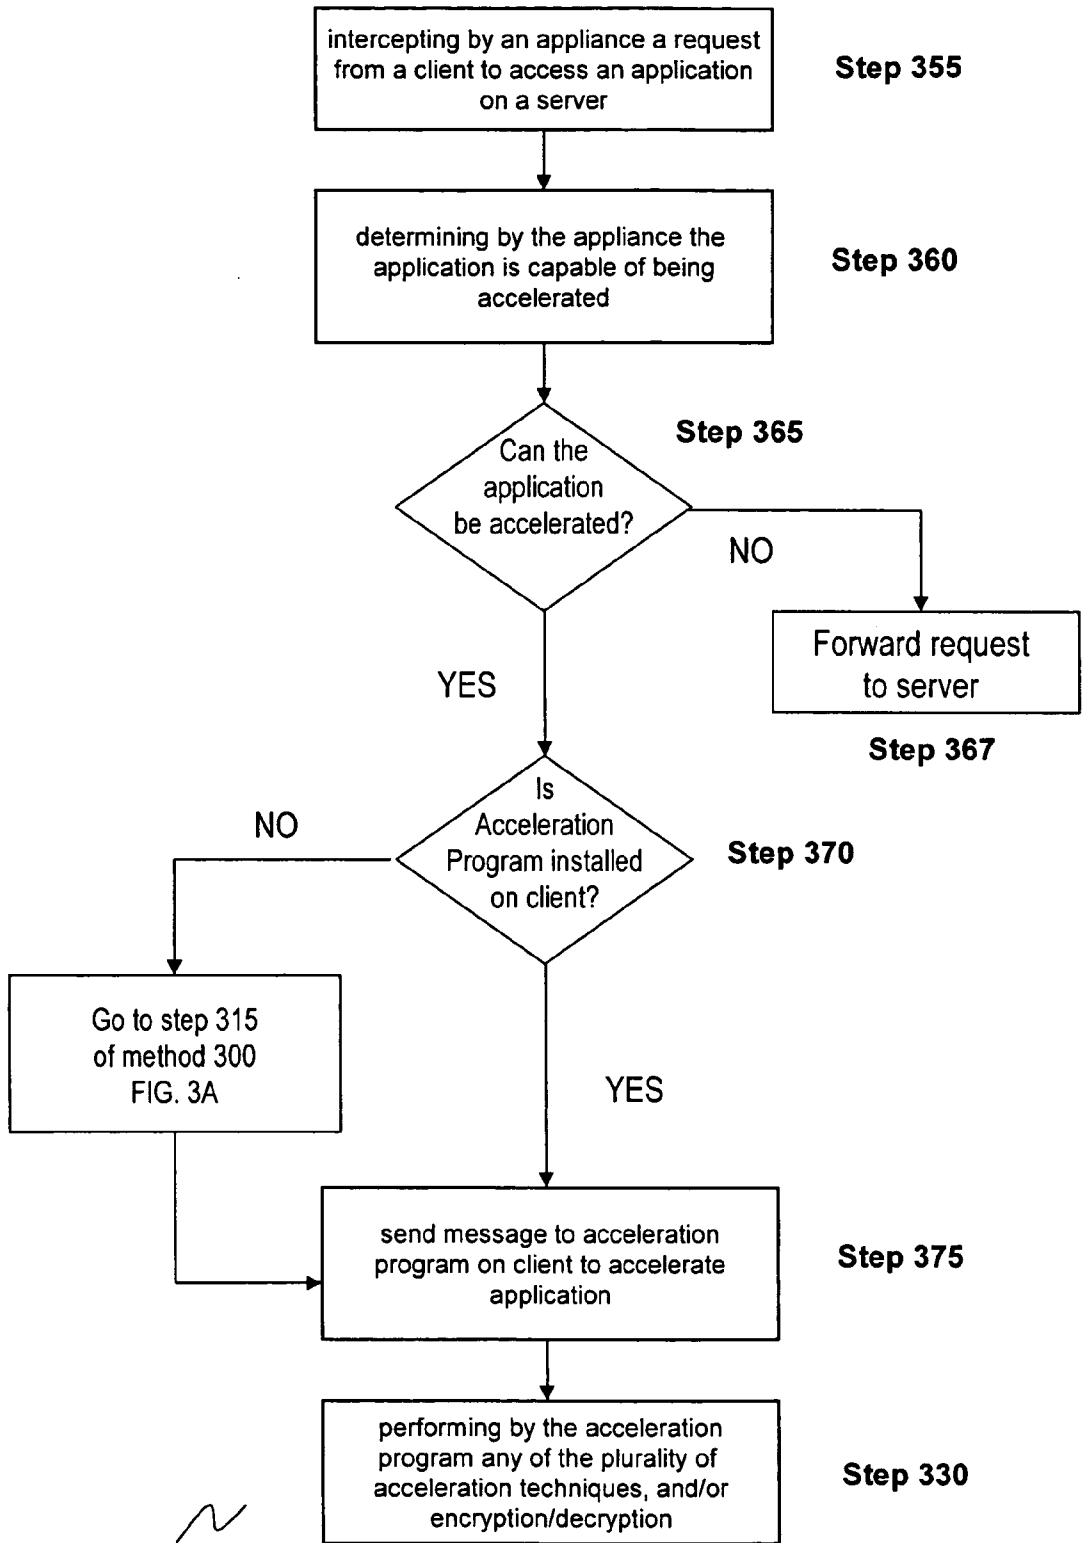 intercepting by an appliance a request
from a client to access an application
on a server
Step 355
determining by the appliance the
application is capable of being
accelerated
Step 360
Step 365
Can the
application
be accelerated?
NO
Forward request
to server
Step 367
YES
Is
Acceleration
Program installed
on client?
Step 370
NO
Go to step 315
of method 300
FIG. 3A
YES
send message to acceleration
program on client to accelerate
application
Step 375
performing by the acceleration
program any of the plurality of
acceleration techniques, and/or
encryption/decryption
Step 330